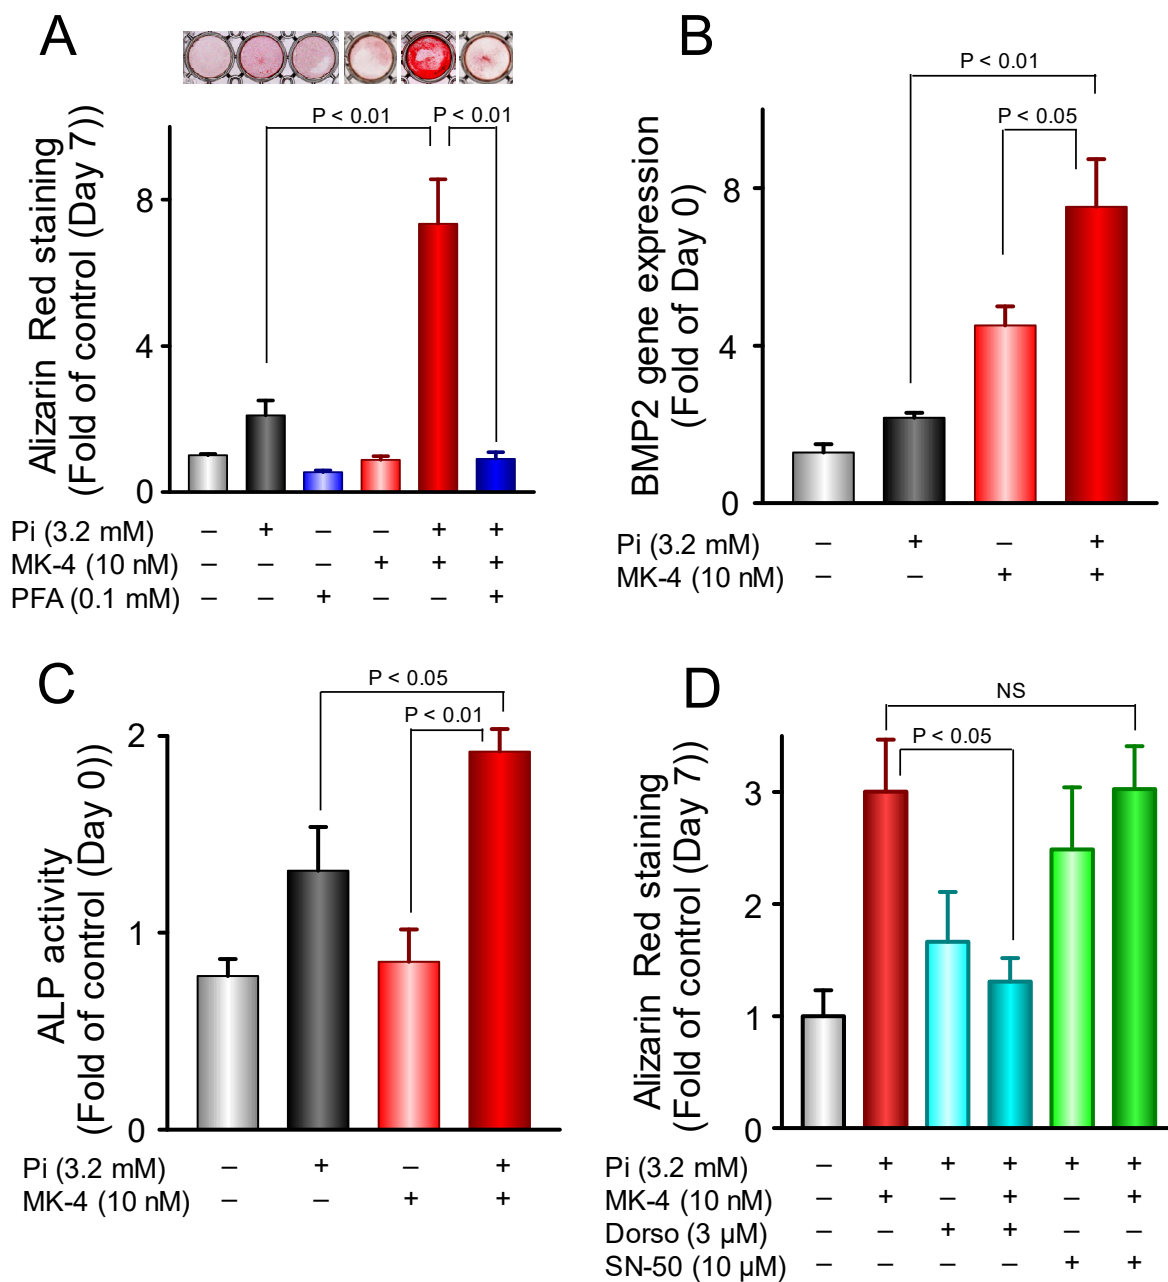 A
P < 0.01
P < 0.01
Alizarin Red staining
(Fold of control (Day 7))
8
4
0
Pi (3.2 mM) – + – – + +
MK-4 (10 nM) – – – + + +
PFA (0.1 mM) – – + – – +
B
P < 0.01
P < 0.05
BMP2 gene expression
(Fold of Day 0)
8
4
0
Pi (3.2 mM) – + – +
MK-4 (10 nM) – – + +
C
P < 0.05
P < 0.01
ALP activity
(Fold of control (Day 0))
2
1
0
Pi (3.2 mM) – + – +
MK-4 (10 nM) – – + +
D
NS
P < 0.05
Alizarin Red staining
(Fold of control (Day 7))
3
2
1
0
Pi (3.2 mM) – + + + + +
MK-4 (10 nM) – + – + – +
Dorso (3 µM) – – + + – –
SN-50 (10 µM) – – – – + +